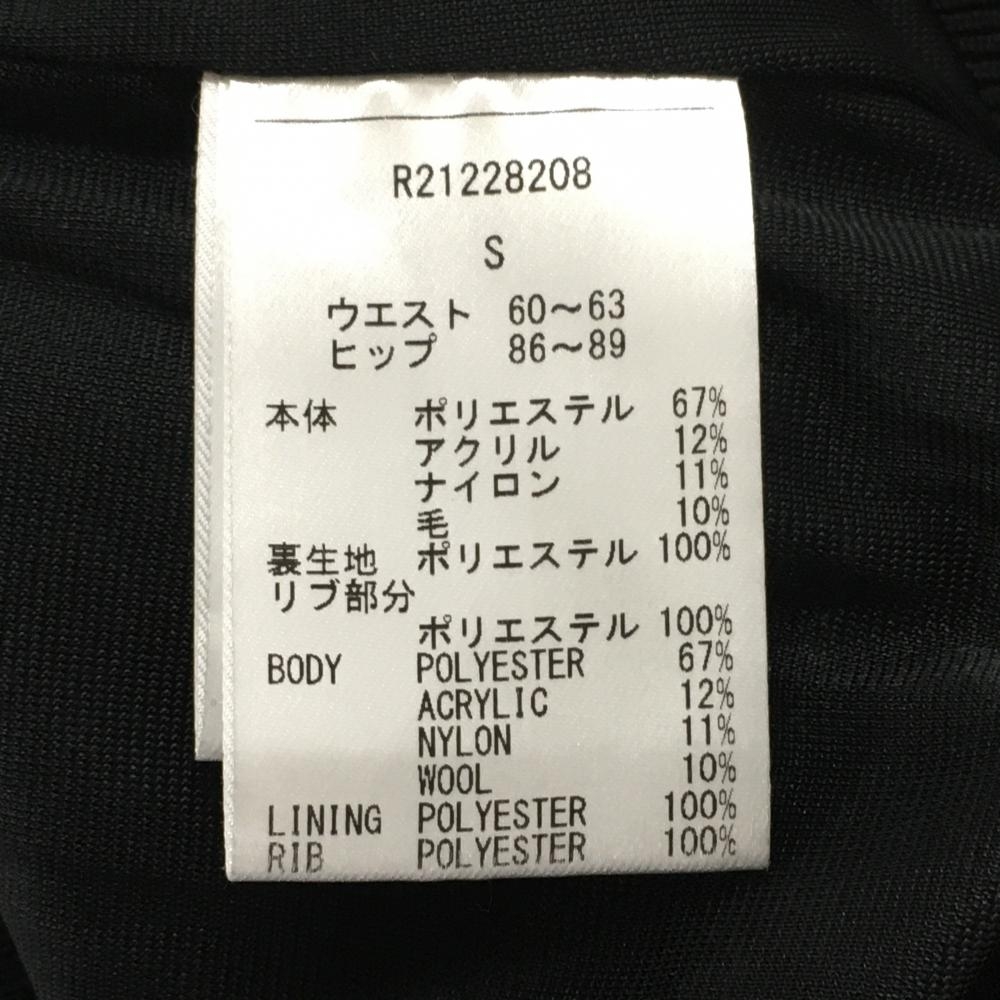 R21228208
S
ウエスト 60～63
ヒップ 86～89
本体 ポリエステル 67%
アクリル 12%
ナイロン 11%
毛 10%
裏生地 ポリエステル 100%
リブ部分
ポリエステル 100%
BODY POLYESTER 67%
ACRYLIC 12%
NYLON 11%
WOOL 10%
LINING POLYESTER 100%
RIB POLYESTER 100%